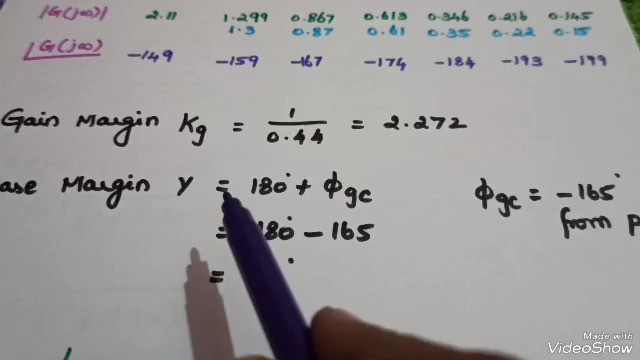 |G(jω)| 2.11 1.299 0.867 0.613 0.346 0.216 0.145
1.3 0.87 0.61 0.35 0.22 0.15
∠G(jω) -149 -159 -167 -174 -184 -193 -199
Gain Margin Kg = 1/0.44 = 2.272
ase Margin γ = 180° + ϕgc ϕgc = -165°
= 180° - 165 from p
=
Made with
VideoShow